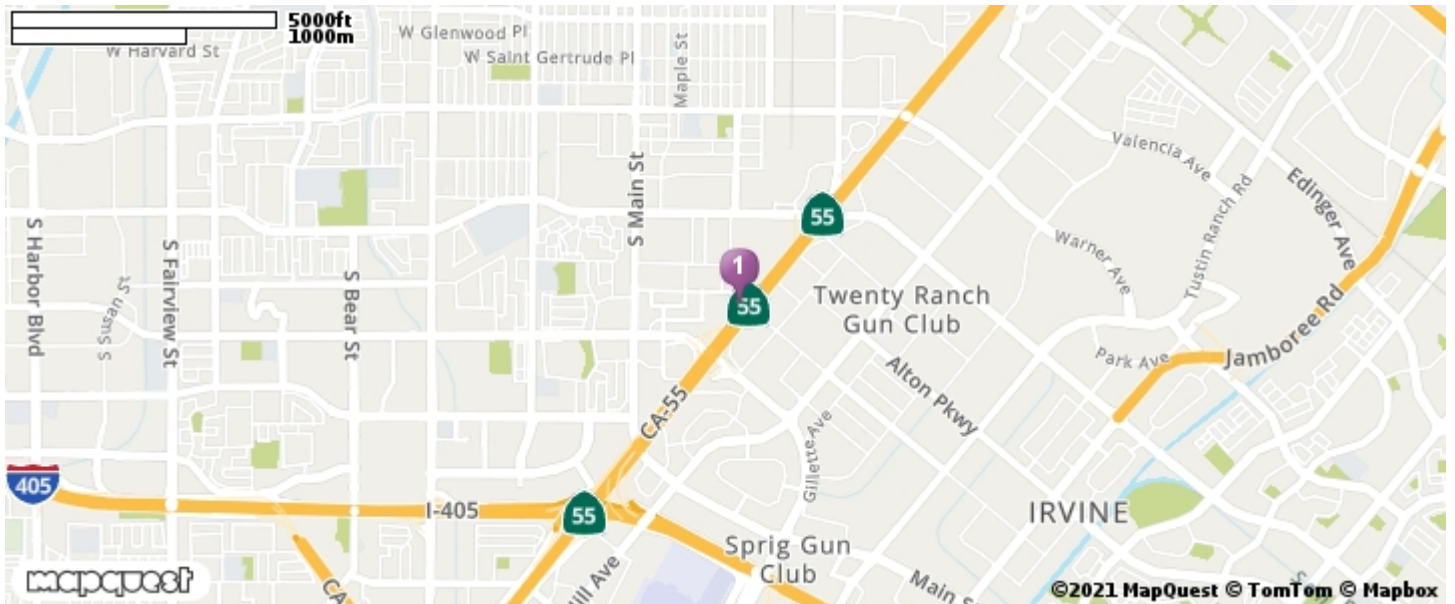 5000ft
1000m
W Glenwood Pl
W Harvard St
W Saint Gertrude Pl
Maple St
Valencia Ave
S Main St
Edinger Ave
Tustin Ranch Rd
55
S Harbor Blvd
S Fairview St
Warner Ave
1
S Susan St
S Bear St
55
Twenty Ranch
Gun Club
Jamboree Rd
Park Ave
Alton Pkwy
CA-55
Gillette Ave
405
I-405
55
IRVINE
Sprig Gun
Club
CA
Main
mapquest
©2021 MapQuest © TomTom © Mapbox